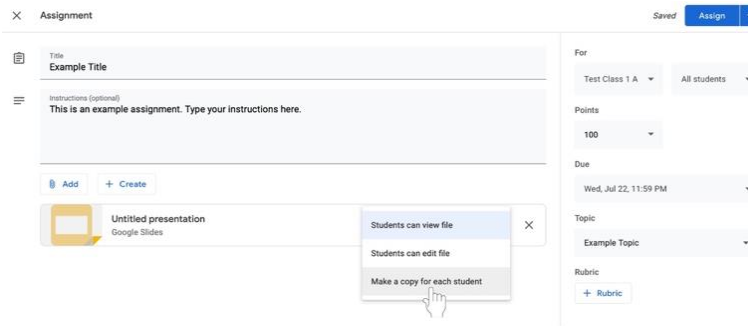 Assignment
Saved
Assign
Title
Example Title
Instructions (optional)
This is an example assignment. Type your instructions here.
Add
+ Create
Untitled presentation
Google Slides
Students can view file
Students can edit file
Make a copy for each student
For
Test Class 1 A
All students
Points
100
Due
Wed, Jul 22, 11:59 PM
Topic
Example Topic
Rubric
+ Rubric